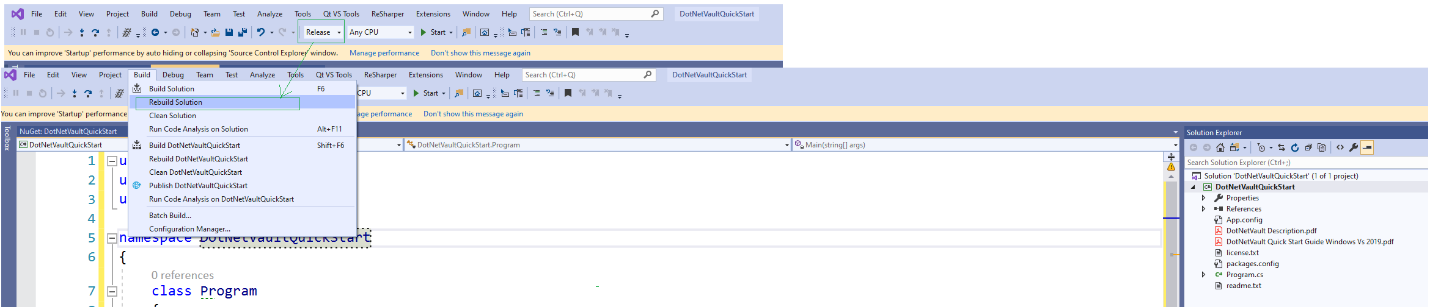 File Edit View Project Build Debug Team Test Analyze Tools Qt VS Tools ReSharper Extensions Window Help Search (Ctrl+Q) DotNetVaultQuickStart
Release Any CPU Start
You can improve 'Startup' performance by auto hiding or collapsing 'Source Control Explorer' window. Manage performance Don't show this message again
File Edit View Project Build Debug Team Test Analyze Tools Qt VS Tools ReSharper Extensions Window Help Search (Ctrl+Q) DotNetVaultQuickStart
Build Solution F6
CPU Start
Rebuild Solution
You can improve 'Startup' performance
ge performance Don't show this message again
Clean Solution
Run Code Analysis on Solution Alt+F11
Toolbox
NuGet: DotNetVaultQuickStart
Solution Explorer
DotNetVaultQuickStart
Build DotNetVaultQuickStart Shift+F6
DotNetVaultQuickStart.Program
Main(string[] args)
Rebuild DotNetVaultQuickStart
Clean DotNetVaultQuickStart
Publish DotNetVaultQuickStart
Run Code Analysis on DotNetVaultQuickStart
Batch Build...
Configuration Manager...
1 u
2 u
3 u
4
5 namespace DotNetVaultQuickStart
6 {
0 references
7 class Program
Search Solution Explorer (Ctrl+;)
Solution 'DotNetVaultQuickStart' (1 of 1 project)
DotNetVaultQuickStart
Properties
References
App.config
DotNetVault Description.pdf
DotNetVault Quick Start Guide Windows Vs 2019.pdf
license.txt
packages.config
Program.cs
readme.txt